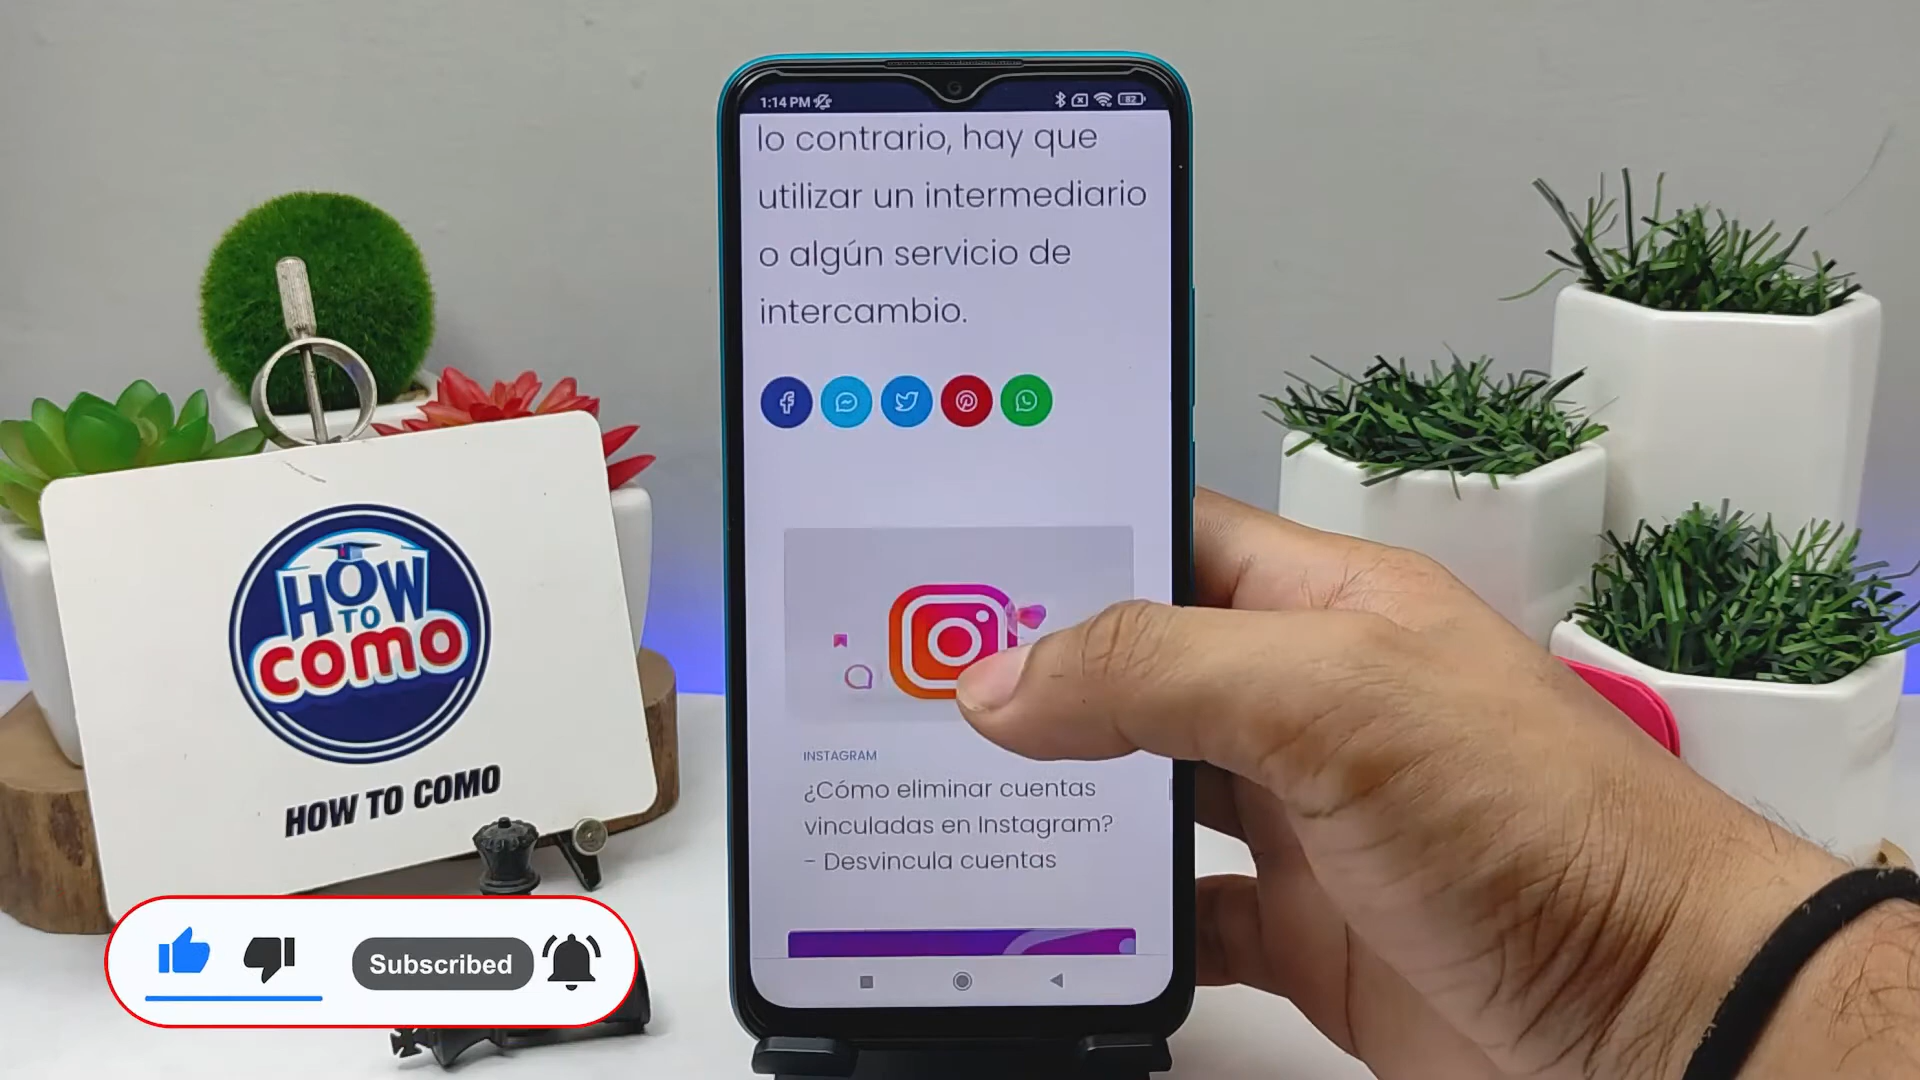 1:14 PM
82
lo contrario, hay que
utilizar un intermediario
o algún servicio de
intercambio.
INSTAGRAM
¿Cómo eliminar cuentas
vinculadas en Instagram?
- Desvincula cuentas
HOW
TO
COMO
HOW TO COMO
Subscribed